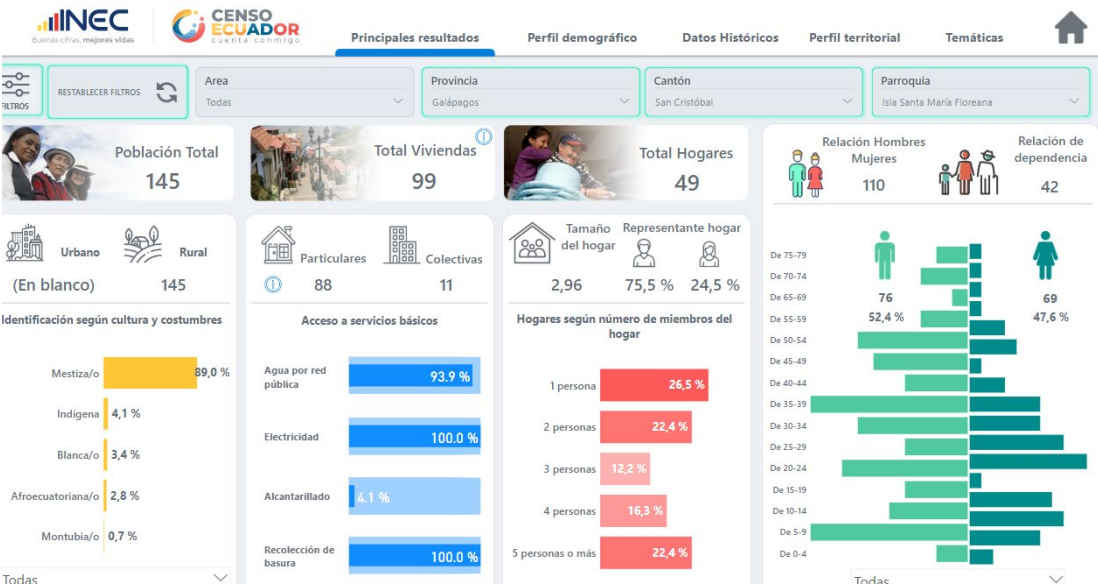 INEC
Buenas cifras, mejores vidas
CENSO
ECUADOR
cuenta conmigo
Principales resultados
Perfil demográfico
Datos Históricos
Perfil territorial
Temáticas
FILTROS
RESTABLECER FILTROS
Area
Todas
Provincia
Galápagos
Cantón
San Cristóbal
Parroquia
Isla Santa María Floreana
Población Total
145
Total Viviendas
99
Total Hogares
49
Relación Hombres
Mujeres
110
Relación de
dependencia
42
Urbano
(En blanco)
Rural
145
Identificación según cultura y costumbres
Mestiza/o 89,0 %
Indígena 4,1 %
Blanca/o 3,4 %
Afroecuatoriana/o 2,8 %
Montubia/o 0,7 %
Todas
Particulares
88
Colectivas
11
Acceso a servicios básicos
Agua por red
pública
93.9 %
Electricidad 100.0 %
Alcantarillado 4.1 %
Recolección de
basura
100.0 %
Tamaño
del hogar
2,96
Representante hogar
75,5 % 24,5 %
Hogares según número de miembros del
hogar
1 persona 26,5 %
2 personas 22,4 %
3 personas 12,2 %
4 personas 16,3 %
5 personas o más 22,4 %
De 75-79
De 70-74
De 65-69
De 55-59
De 50-54
De 45-49
De 40-44
De 35-39
De 30-34
De 25-29
De 20-24
De 15-19
De 10-14
De 5-9
De 0-4
76
52,4 %
69
47,6 %
Todas